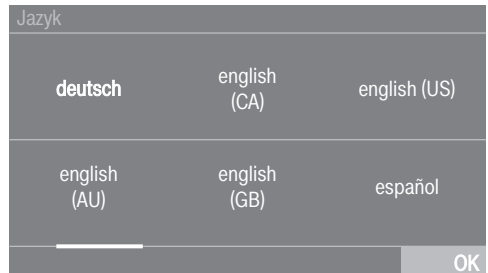 Jazyk
deutsch
english
(CA)
english (US)
english
(AU)
english
(GB)
español
OK